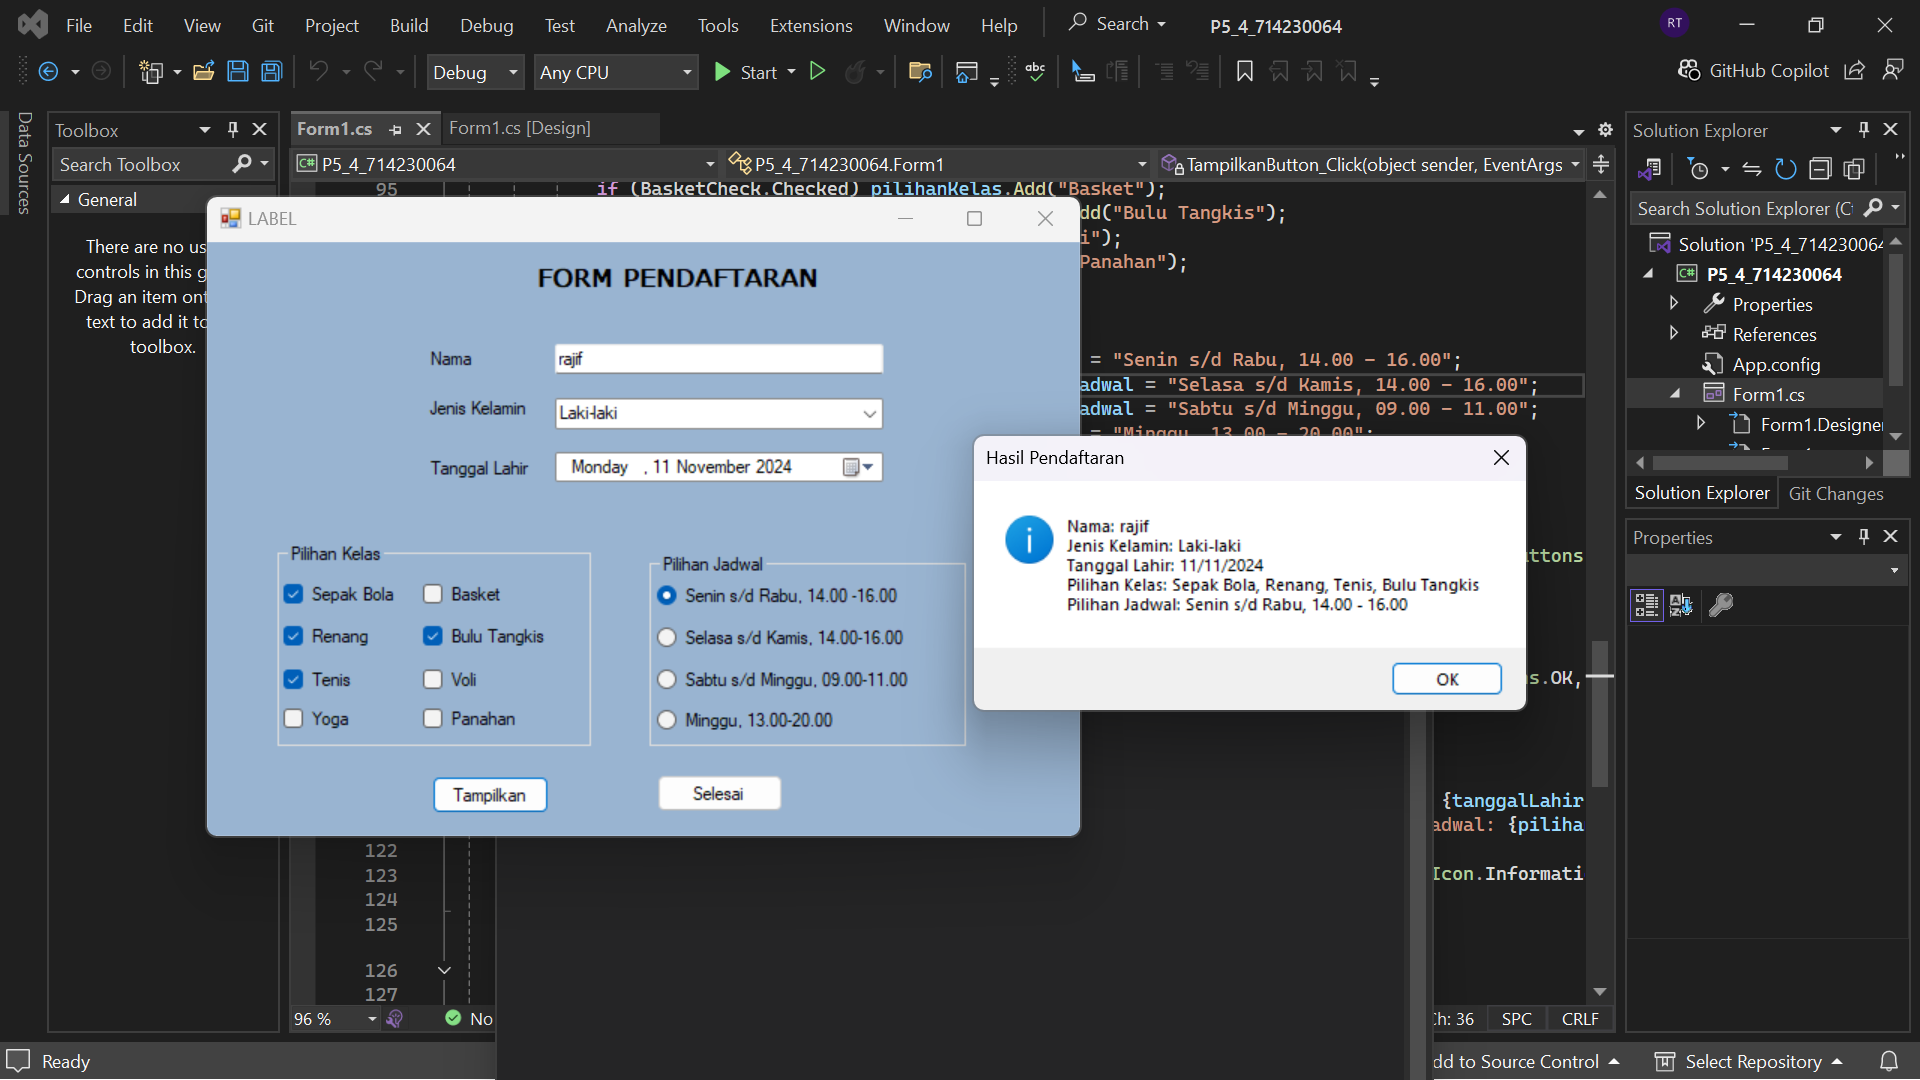 File Edit View Git Project Build Debug Test Analyze Tools Extensions Window Help Search P5_4_714230064 RT
Debug Any CPU Start GitHub Copilot
Data Sources
Toolbox
Search Toolbox
General
There are no us
controls in this g
Drag an item ont
text to add it to
toolbox.
Form1.cs Form1.cs [Design]
P5_4_714230064 P5_4_714230064.Form1 TampilkanButton_Click(object sender, EventArgs
95 if (BasketCheck.Checked) pilihanKelas.Add("Basket");
dd("Bulu Tangkis");
i");
Panahan");
= "Senin s/d Rabu, 14.00 - 16.00";
adwal = "Selasa s/d Kamis, 14.00 - 16.00";
adwal = "Sabtu s/d Minggu, 09.00 - 11.00";
= "Minggu, 13.00 - 20.00";
LABEL
FORM PENDAFTARAN
Nama rajif
Jenis Kelamin Laki-laki
Tanggal Lahir Monday , 11 November 2024
Pilihan Kelas
Sepak Bola Basket
Renang Bulu Tangkis
Tenis Voli
Yoga Panahan
Pilihan Jadwal
Senin s/d Rabu, 14.00 -16.00
Selasa s/d Kamis, 14.00-16.00
Sabtu s/d Minggu, 09.00-11.00
Minggu, 13.00-20.00
Tampilkan Selesai
Hasil Pendaftaran
Nama: rajif
Jenis Kelamin: Laki-laki
Tanggal Lahir: 11/11/2024
Pilihan Kelas: Sepak Bola, Renang, Tenis, Bulu Tangkis
Pilihan Jadwal: Senin s/d Rabu, 14.00 - 16.00
OK
ttons
s.OK,
{tanggalLahir
adwal: {piliha
Icon.Informati
122
123
124
125
126
127
96 % No
Ch: 36 SPC CRLF
Solution Explorer
Search Solution Explorer (Ct
Solution 'P5_4_714230064
P5_4_714230064
Properties
References
App.config
Form1.cs
Form1.Designer
Solution Explorer Git Changes
Properties
Ready
dd to Source Control Select Repository